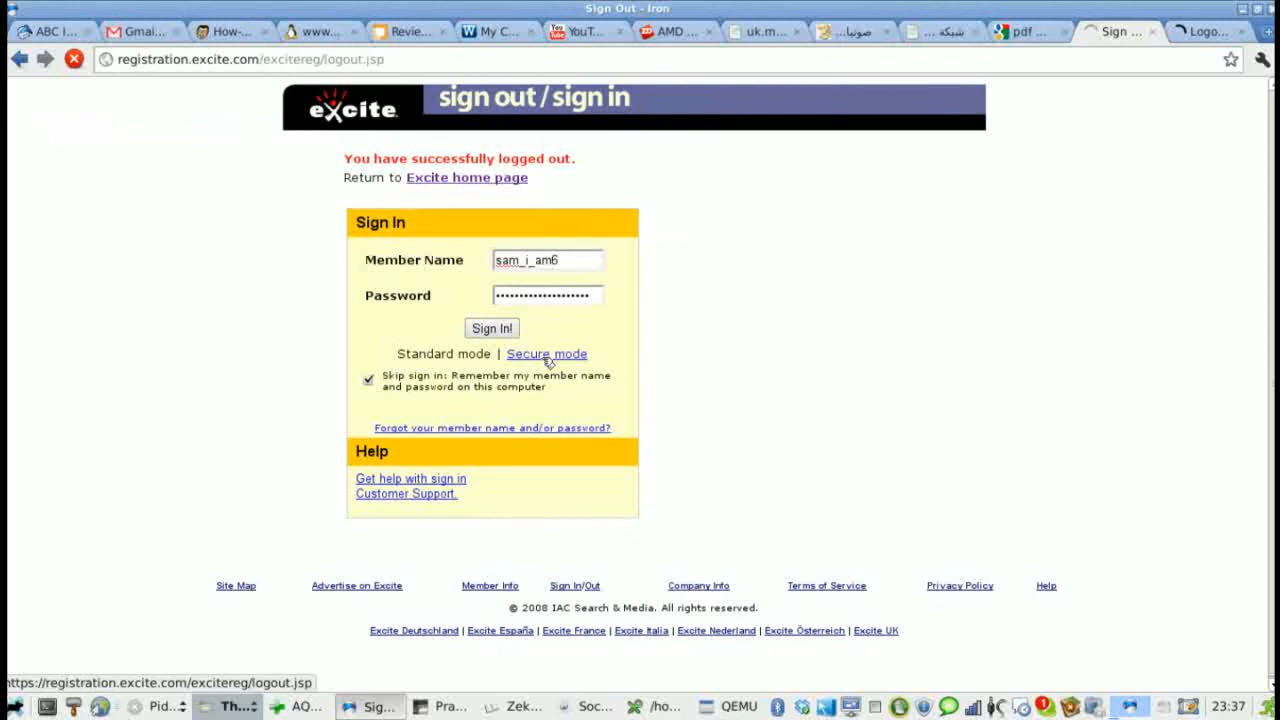 Sign Out - Iron
ABC I... Gmai... How-... www... Revie... W My C... YouT... AMD ... uk.m... صوتيا... شبكة ... pdf ... Sign ... Logo...
registration.excite.com/excitereg/logout.jsp
excite sign out / sign in
You have successfully logged out.
Return to Excite home page
Sign In
Member Name sam_i_am6
Password
Sign In!
Standard mode | Secure mode
Skip sign in: Remember my member name
and password on this computer
Forgot your member name and/or password?
Help
Get help with sign in
Customer Support.
Site Map Advertise on Excite Member Info Sign In/Out Company Info Terms of Service Privacy Policy Help
© 2008 IAC Search & Media. All rights reserved.
Excite Deutschland | Excite España | Excite France | Excite Italia | Excite Nederland | Excite Österreich | Excite UK
https://registration.excite.com/excitereg/logout.jsp
Pid... Th... AQ... Sig... Pra... Zek... Soc... /ho... QEMU 23:37